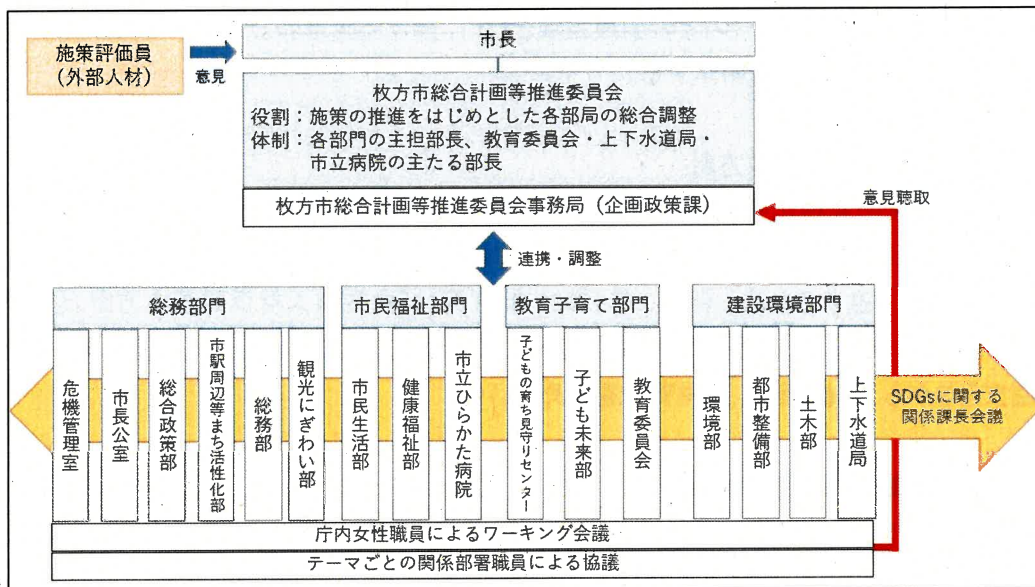 施策評価員
(外部人材)
意見
市長
枚方市総合計画等推進委員会
役割：施策の推進をはじめとした各部局の総合調整
体制：各部門の主担部長、教育委員会・上下水道局・
市立病院の主たる部長
枚方市総合計画等推進委員会事務局（企画政策課）
意見聴取
連携・調整
総務部門
市民福祉部門
教育子育て部門
建設環境部門
危機管理室
市長公室
総合政策部
市駅周辺等まち活性化部
総務部
観光にぎわい部
市民生活部
健康福祉部
市立ひらかた病院
子どもの育ち見守りセンター
子ども未来部
教育委員会
環境部
都市整備部
土木部
上下水道局
SDGsに関する
関係課長会議
庁内女性職員によるワーキング会議
テーマごとの関係部署職員による協議